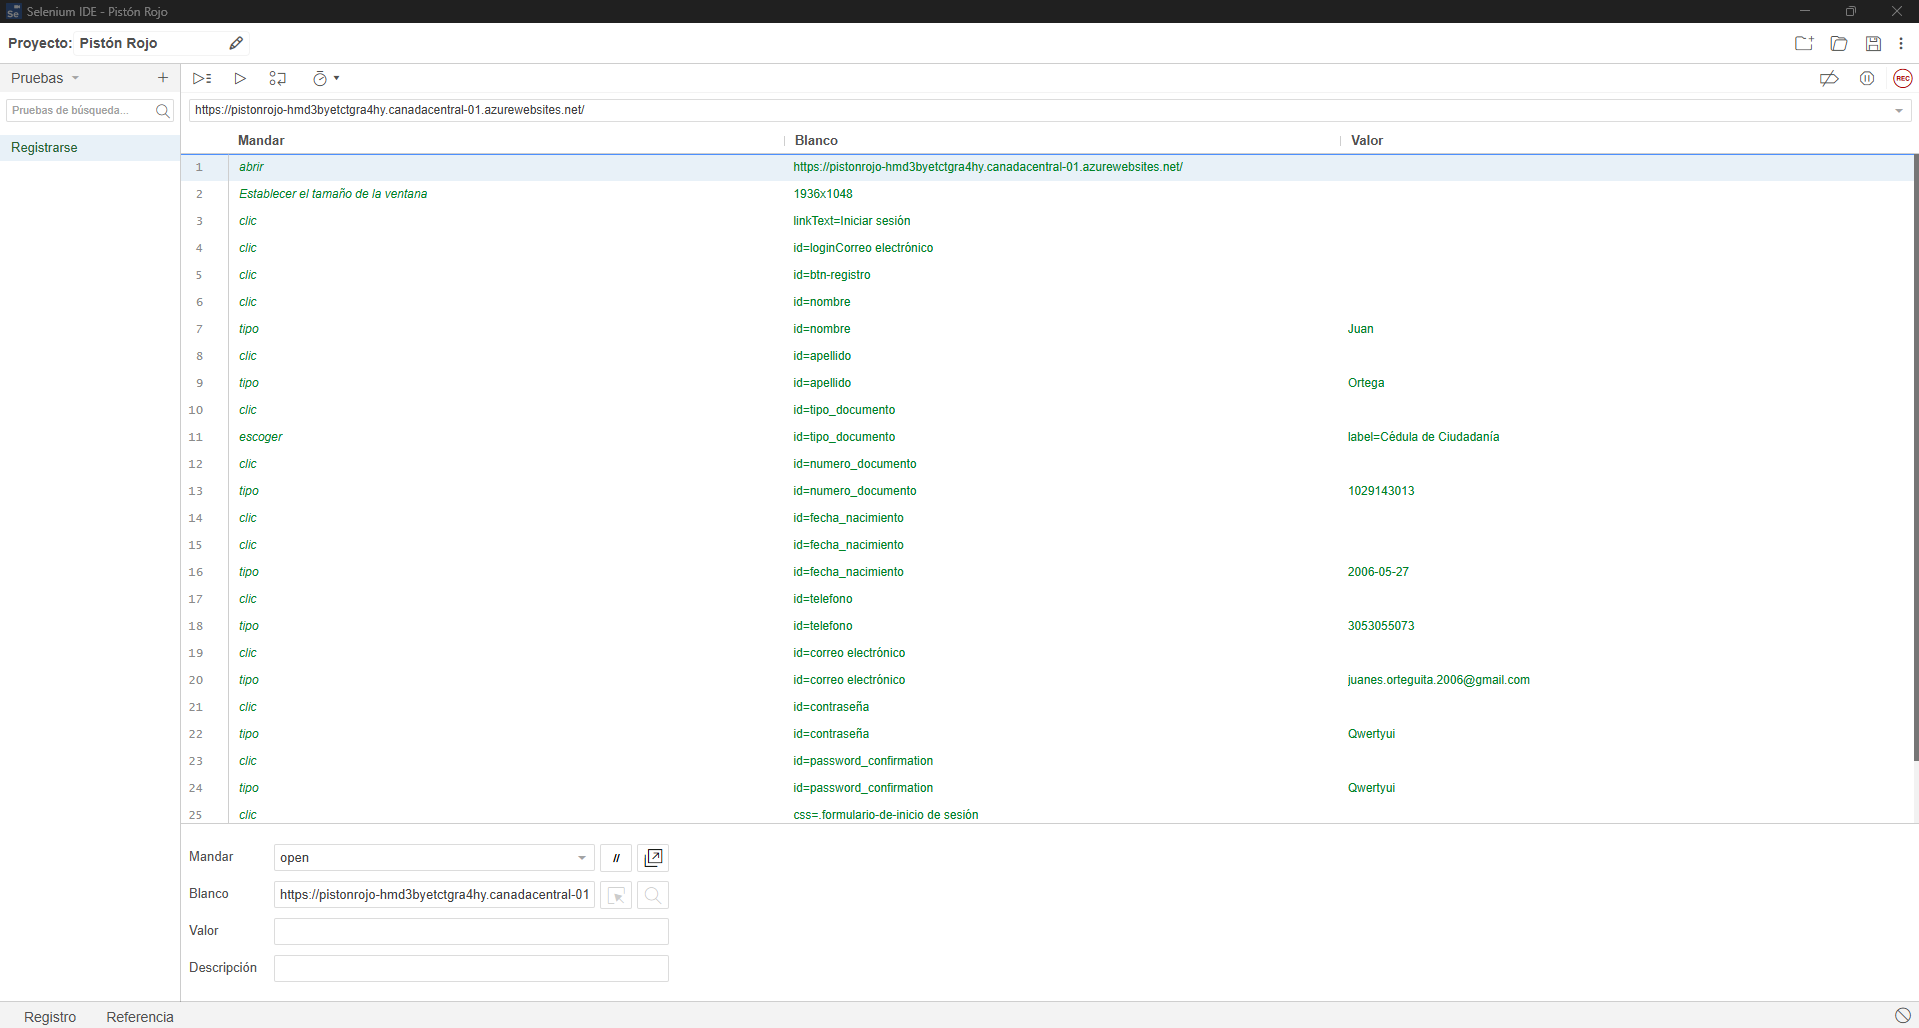 Selenium IDE - Pistón Rojo
Proyecto: Pistón Rojo
Pruebas
Pruebas de búsqueda...
Registrarse
REC
https://pistonrojo-hmd3byetctgra4hy.canadacentral-01.azurewebsites.net/
Mandar Blanco Valor
1 abrir https://pistonrojo-hmd3byetctgra4hy.canadacentral-01.azurewebsites.net/
2 Establecer el tamaño de la ventana 1936x1048
3 clic linkText=Iniciar sesión
4 clic id=loginCorreo electrónico
5 clic id=btn-registro
6 clic id=nombre
7 tipo id=nombre Juan
8 clic id=apellido
9 tipo id=apellido Ortega
10 clic id=tipo_documento
11 escoger id=tipo_documento label=Cédula de Ciudadanía
12 clic id=numero_documento
13 tipo id=numero_documento 1029143013
14 clic id=fecha_nacimiento
15 clic id=fecha_nacimiento
16 tipo id=fecha_nacimiento 2006-05-27
17 clic id=telefono
18 tipo id=telefono 3053055073
19 clic id=correo electrónico
20 tipo id=correo electrónico juanes.orteguita.2006@gmail.com
21 clic id=contraseña
22 tipo id=contraseña Qwertyui
23 clic id=password_confirmation
24 tipo id=password_confirmation Qwertyui
25 clic css=.formulario-de-inicio de sesión
Mandar open //
Blanco https://pistonrojo-hmd3byetctgra4hy.canadacentral-01
Valor
Descripción
Registro Referencia